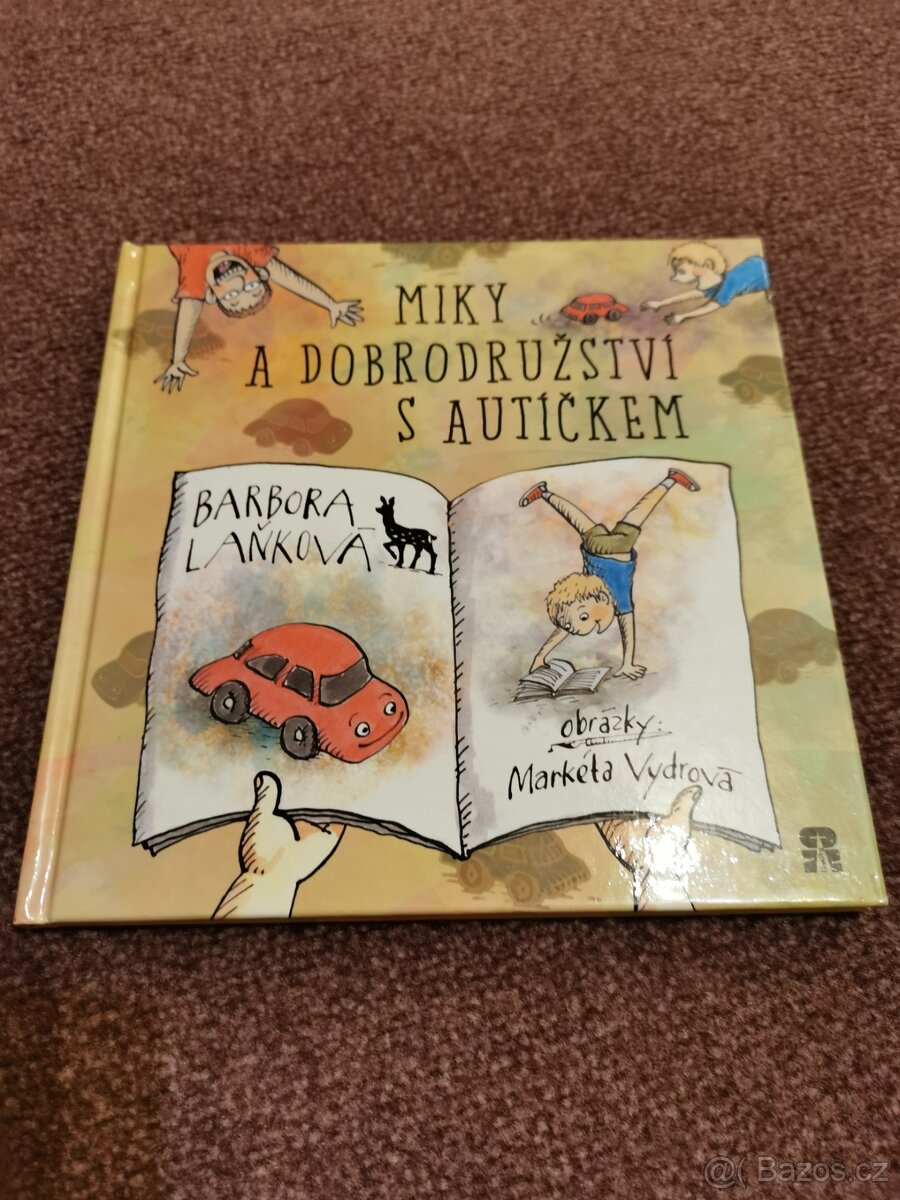 MIKY
A DOBRODRUŽSTVÍ
S AUTÍČKEM
BARBORA
LAŇKOVÁ
obrázky:
Markéta Vydrová
@( Bazos.cz